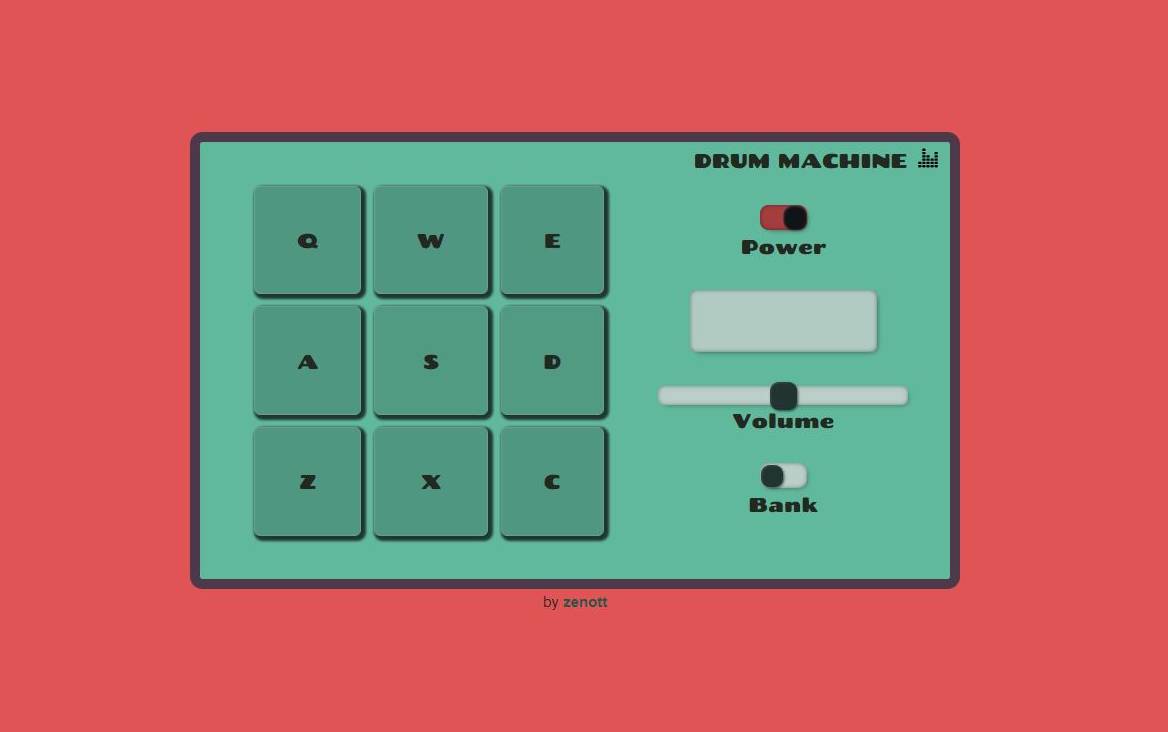 DRUM MACHINE
Q W E
Power
A S D
Volume
Z X C
Bank
by zenott